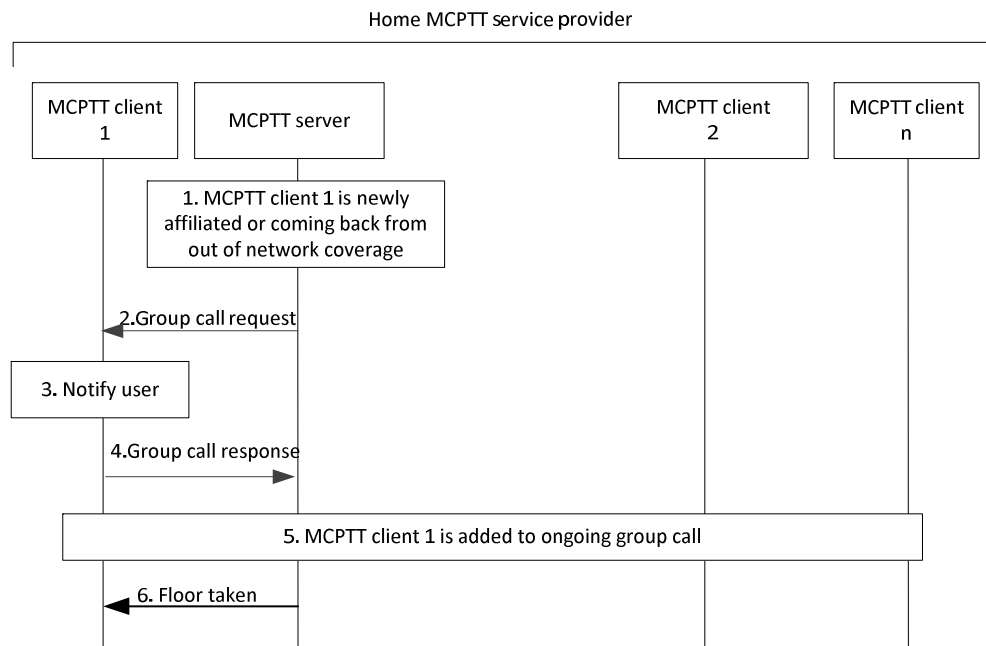 Home MCPTT service provider
MCPTT client
1
MCPTT server
MCPTT client
2
MCPTT client
n
1. MCPTT client 1 is newly
affiliated or coming back from
out of network coverage
2.Group call request
3. Notify user
4.Group call response
5. MCPTT client 1 is added to ongoing group call
6. Floor taken